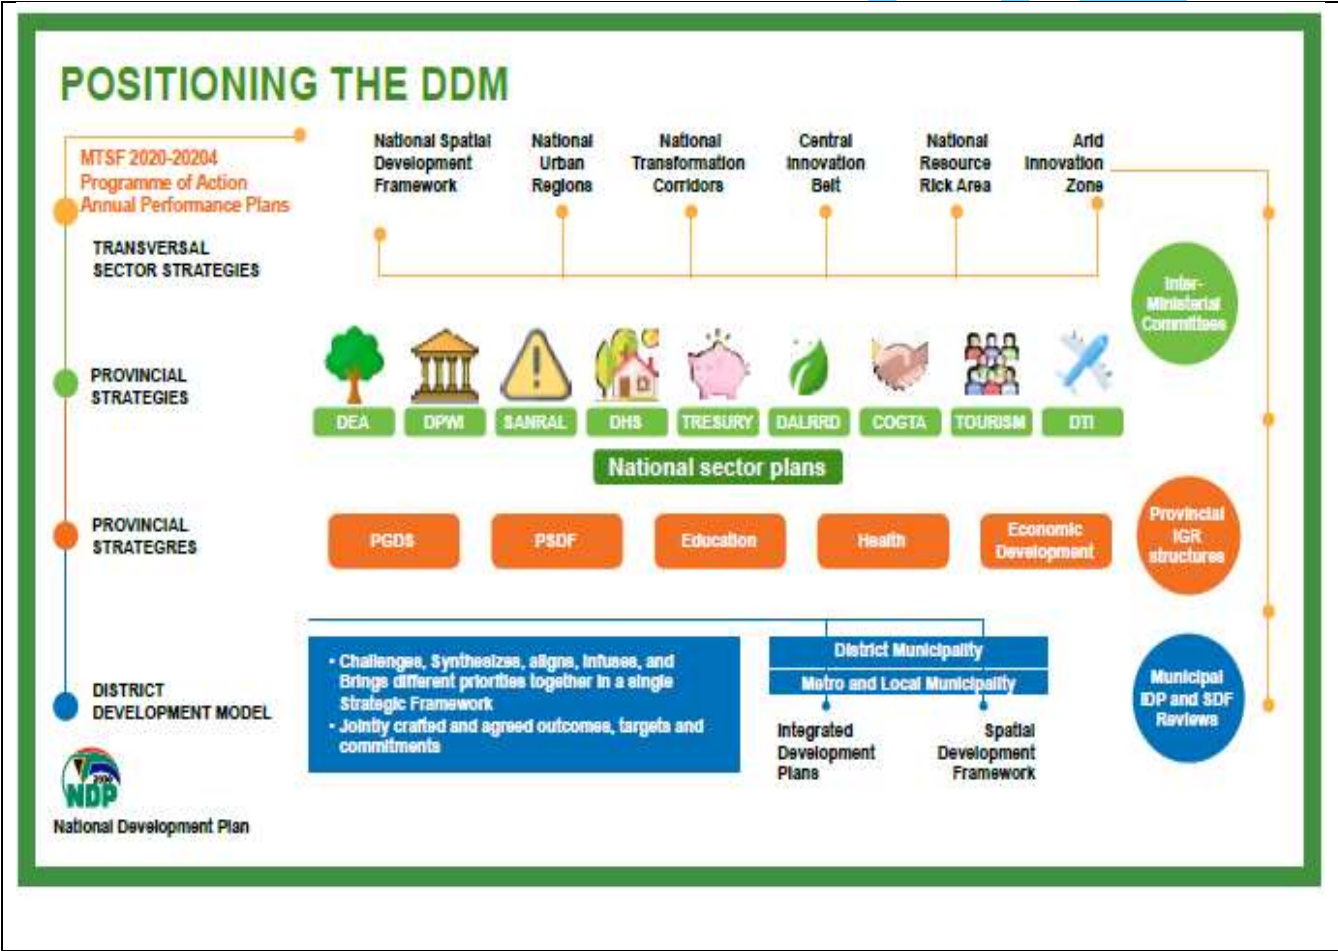 POSITIONING THE DDM
MTSF 2020-20204
Programme of Action
Annual Performance Plans
National Spatial
Development
Framework
National
Urban
Regions
National
Transformation
Corridors
Central
Innovation
Belt
National
Resource
Rick Area
Arid
Innovation
Zone
TRANSVERSAL
SECTOR STRATEGIES
Inter-
Ministerial
Committees
PROVINCIAL
STRATEGIES
DEA
DPWI
SANRAL
DHS
TRESURY
DALRRD
COGTA
TOURISM
DTI
National sector plans
PROVINCIAL
STRATEGRES
PGDS
PSDF
Education
Health
Economic
Development
Provincial
IGR
structures
DISTRICT
DEVELOPMENT MODEL
• Challenges, Synthesizes, aligns, Infuses, and
Brings different priorities together in a single
Strategic Framework
• Jointly crafted and agreed outcomes, targets and
commitments
District Municipality
Metro and Local Municipality
Integrated
Development
Plans
Spatial
Development
Framework
Municipal
IDP and SDF
Reviews
2030
NDP
National Development Plan